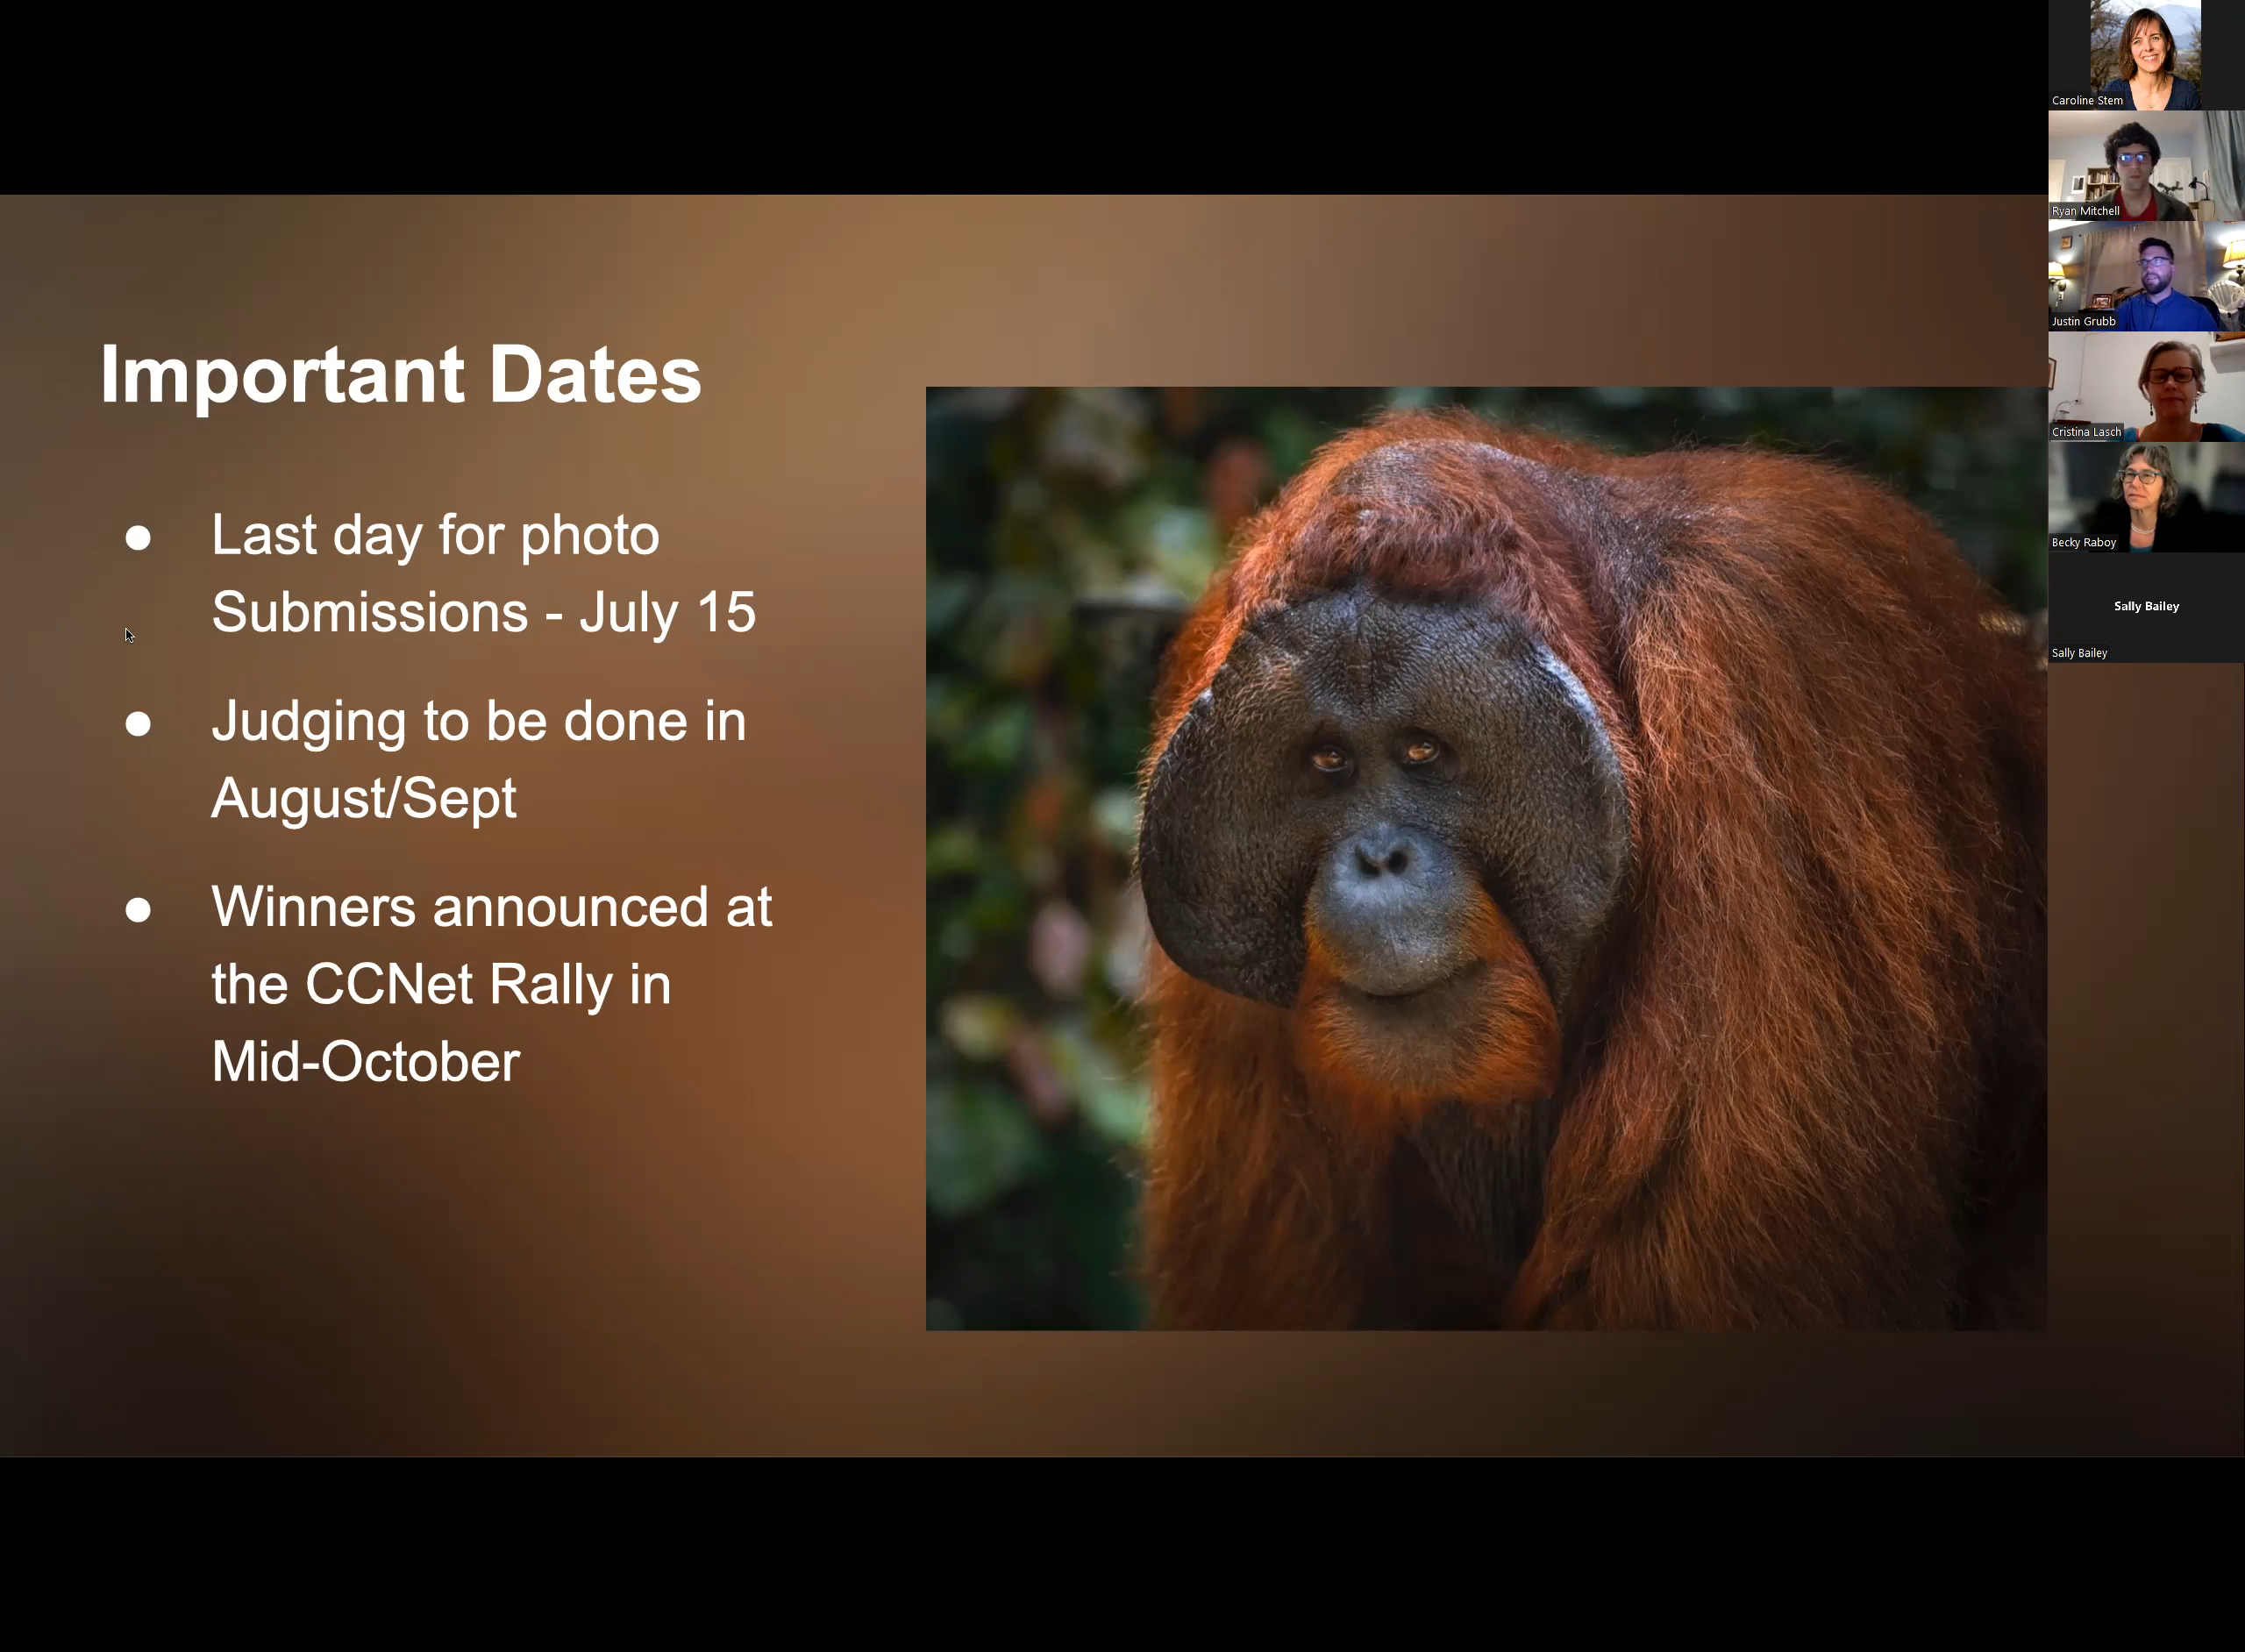 Important Dates
● Last day for photo
Submissions - July 15
● Judging to be done in
August/Sept
● Winners announced at
the CCNet Rally in
Mid-October
Caroline Stem
Ryan Mitchell
Justin Grubb
Cristina Lasch
Becky Raboy
Sally Bailey
Sally Bailey